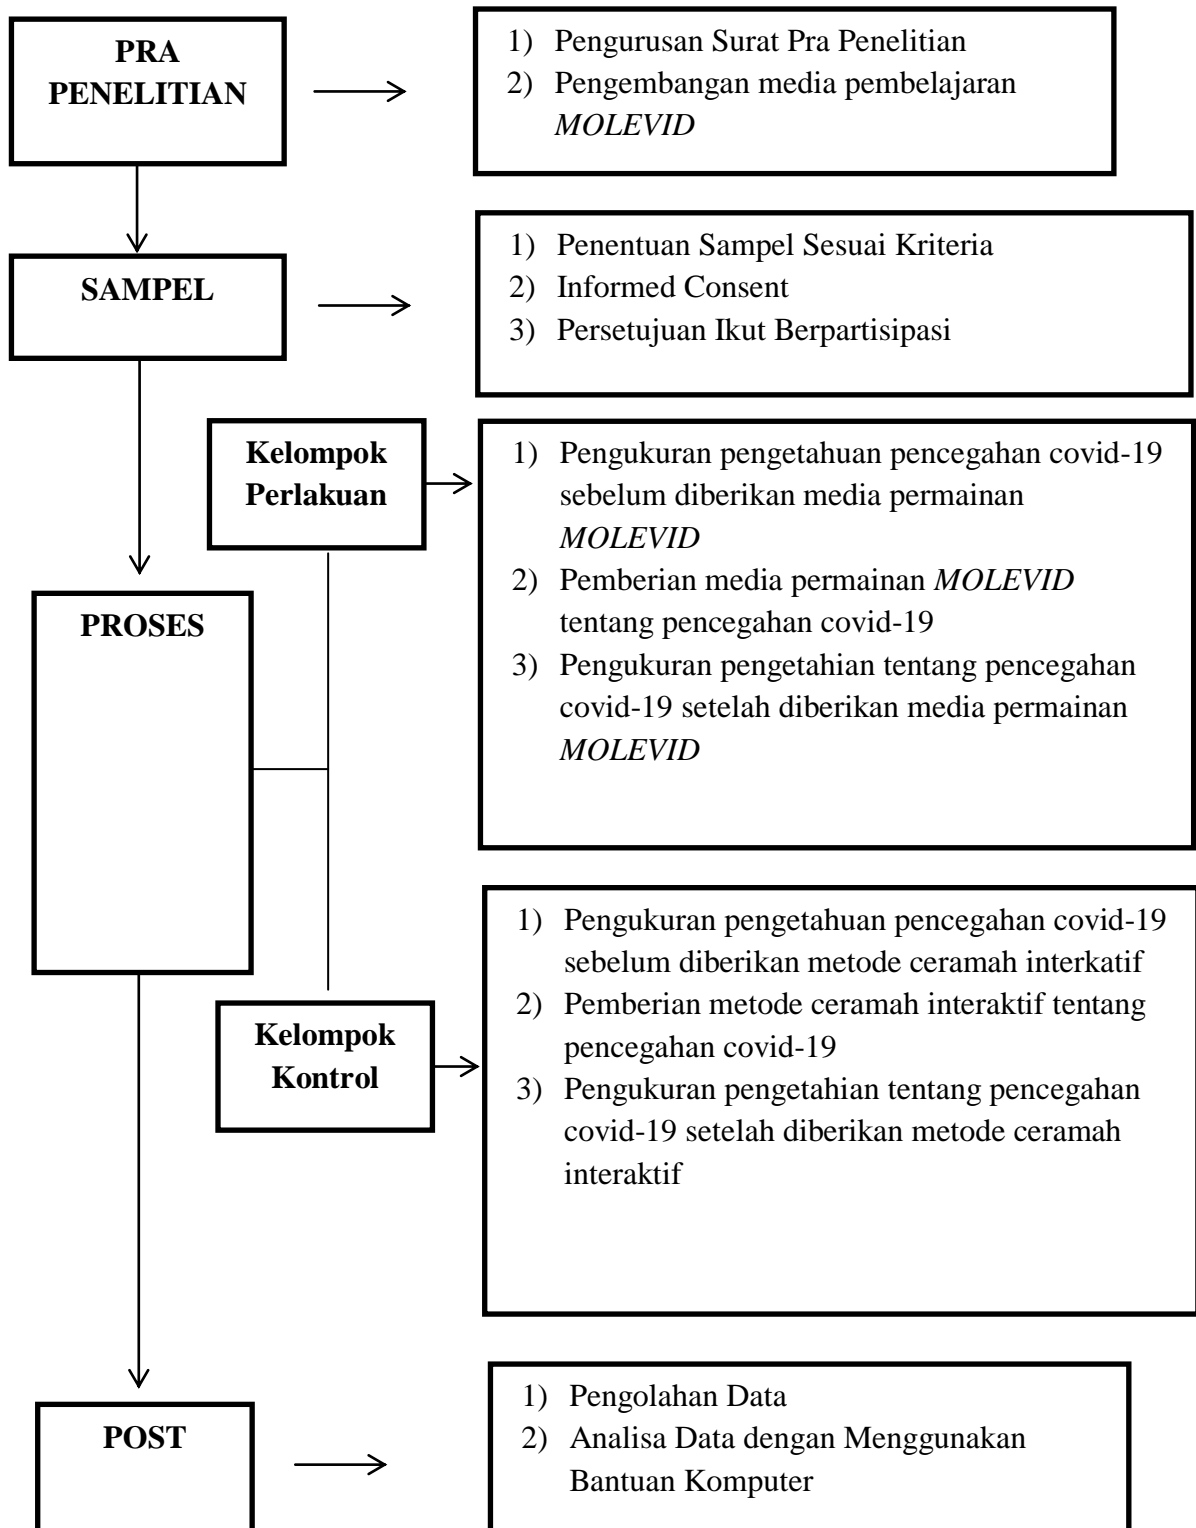 PRA
PENELITIAN
1) Pengurusan Surat Pra Penelitian
2) Pengembangan media pembelajaran
MOLEVID
SAMPEL
1) Penentuan Sampel Sesuai Kriteria
2) Informed Consent
3) Persetujuan Ikut Berpartisipasi
PROSES
Kelompok
Perlakuan
1) Pengukuran pengetahuan pencegahan covid-19
sebelum diberikan media permainan
MOLEVID
2) Pemberian media permainan MOLEVID
tentang pencegahan covid-19
3) Pengukuran pengetahian tentang pencegahan
covid-19 setelah diberikan media permainan
MOLEVID
Kelompok
Kontrol
1) Pengukuran pengetahuan pencegahan covid-19
sebelum diberikan metode ceramah interkatif
2) Pemberian metode ceramah interaktif tentang
pencegahan covid-19
3) Pengukuran pengetahian tentang pencegahan
covid-19 setelah diberikan metode ceramah
interaktif
POST
1) Pengolahan Data
2) Analisa Data dengan Menggunakan
Bantuan Komputer